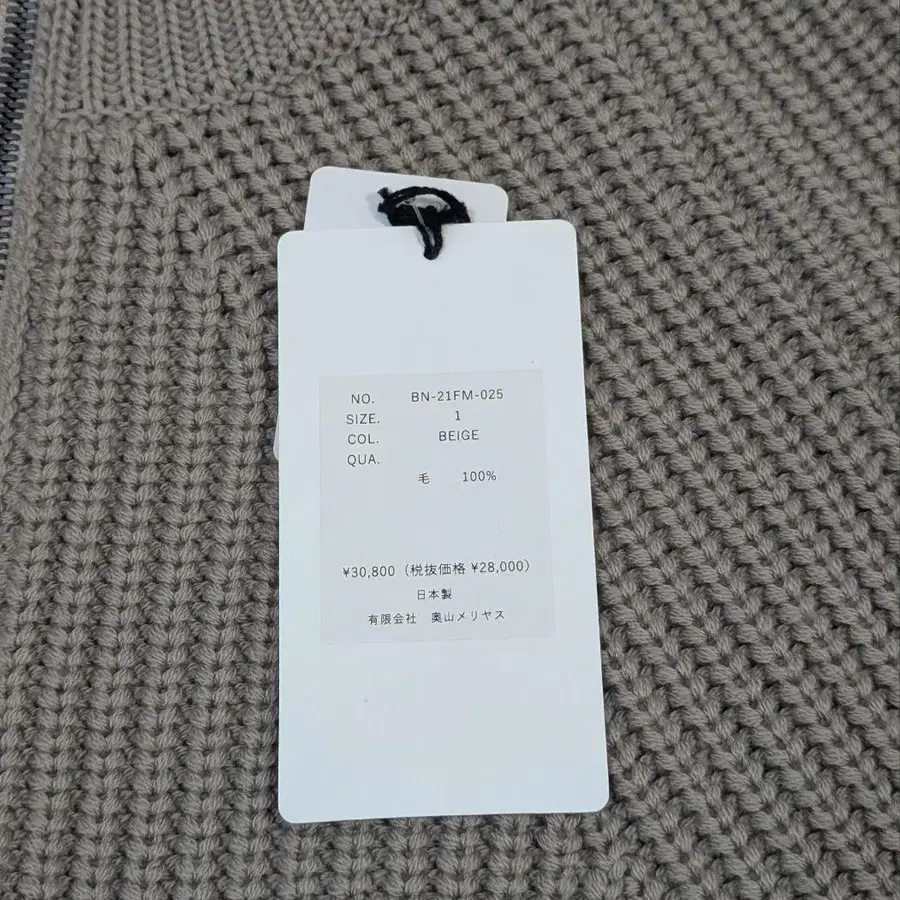 NO. BN-21FM-025
SIZE. 1
COL. BEIGE
QUA.
毛 100%
¥30,800（税抜価格 ¥28,000）
日本製
有限会社 奥山メリヤス